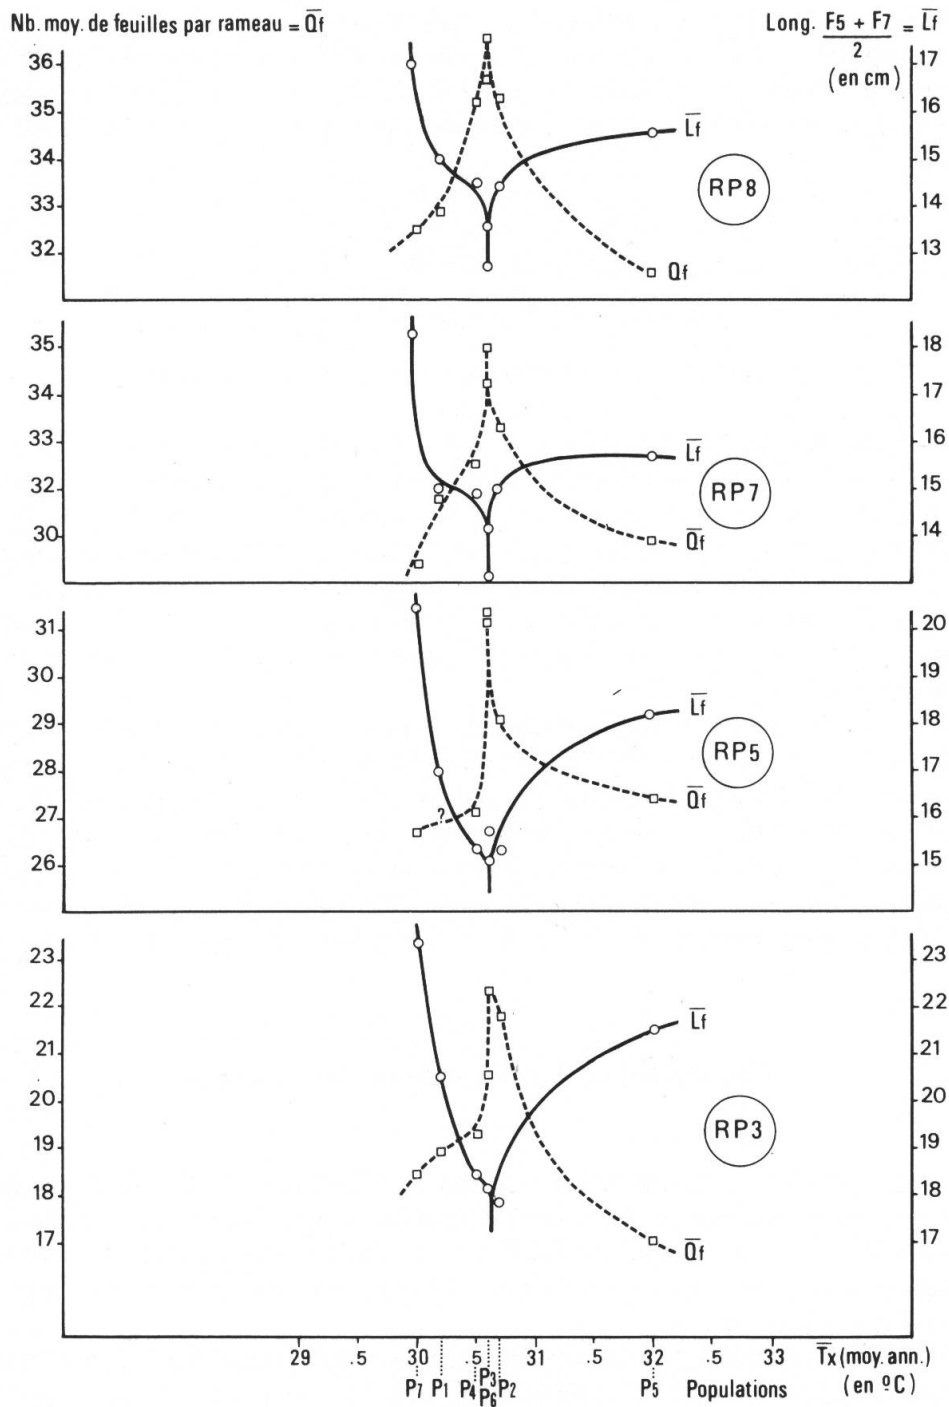 Nb. moy. de feuilles par rameau = Q̄f
Long. F5 + F7 / 2 = L̄f
(en cm)
36
35
34
33
32
17
16
15
14
13
L̄f
Qf
RP8
35
34
33
32
30
18
17
16
15
14
L̄f
Q̄f
RP7
31
30
29
28
27
26
20
19
18
17
16
15
L̄f
Q̄f
?
RP5
23
22
21
20
19
18
17
23
22
21
20
19
18
17
L̄f
Q̄f
RP3
29 .5 30 .5 31 .5 32 .5 33 T̄x (moy. ann.)
(en ºC)
P7 P1 P4 P3 P6 P2 P5 Populations